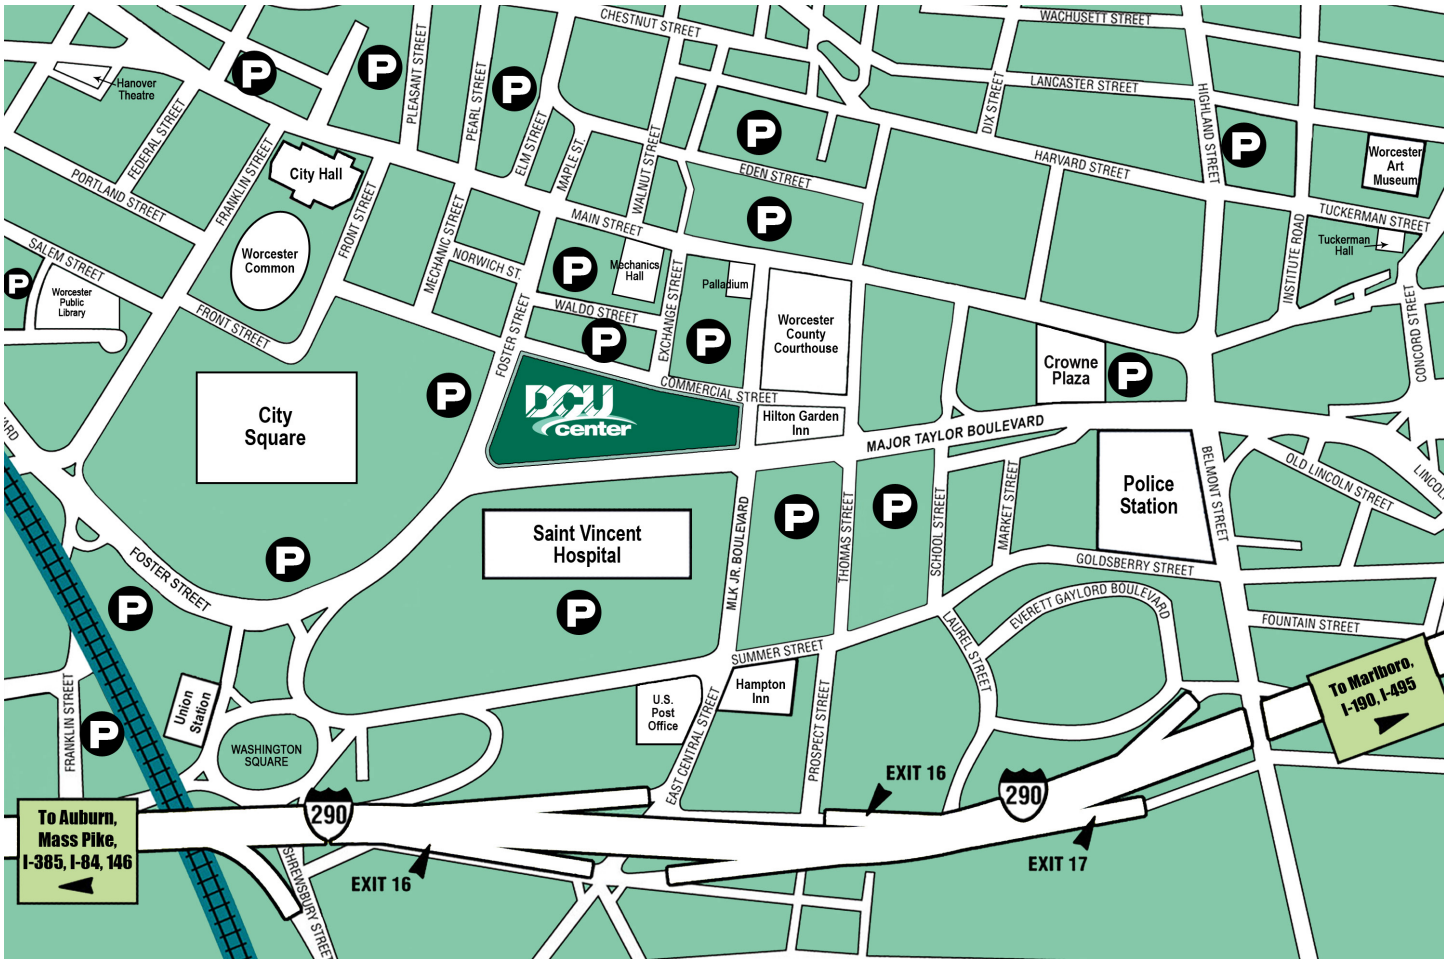 CHESTNUT STREET
WACHUSETT STREET
PLEASANT STREET
P
P
P
Hanover
Theatre
PEARL STREET
LANCASTER STREET
DIX STREET
HIGHLAND STREET
FEDERAL STREET
ELM STREET
MAPLE ST.
WALNUT STREET
P
P
HARVARD STREET
Worcester
Art
Museum
FRANKLIN STREET
City Hall
EDEN STREET
PORTLAND STREET
FRONT STREET
MECHANIC STREET
MAIN STREET
P
TUCKERMAN STREET
Tuckerman
Hall
INSTITUTE ROAD
SALEM STREET
Worcester
Common
NORWICH ST.
P
Mechanics
Hall
EXCHANGE STREET
Palladium
P
Worcester
Public
Library
FRONT STREET
FOSTER STREET
WALDO STREET
P
P
Worcester
County
Courthouse
CONCORD STREET
Crowne
Plaza
P
City
Square
P
DCU
center
COMMERCIAL STREET
Hilton Garden
Inn
MAJOR TAYLOR BOULEVARD
BELMONT STREET
OLD LINCOLN STREET
Police
Station
Saint Vincent
Hospital
P
MLK JR. BOULEVARD
P
THOMAS STREET
P
SCHOOL STREET
MARKET STREET
GOLDSBERRY STREET
FOSTER STREET
P
P
EVERETT GAYLORD BOULEVARD
LAUREL STREET
FOUNTAIN STREET
SUMMER STREET
Hampton
Inn
U.S.
Post
Office
EAST CENTRAL STREET
PROSPECT STREET
To Marlboro,
I-190, I-495
Union
Station
FRANKLIN STREET
P
WASHINGTON
SQUARE
EXIT 16
290
290
To Auburn,
Mass Pike,
I-385, I-84, 146
EXIT 16
EXIT 17
SHREWSBURY STREET